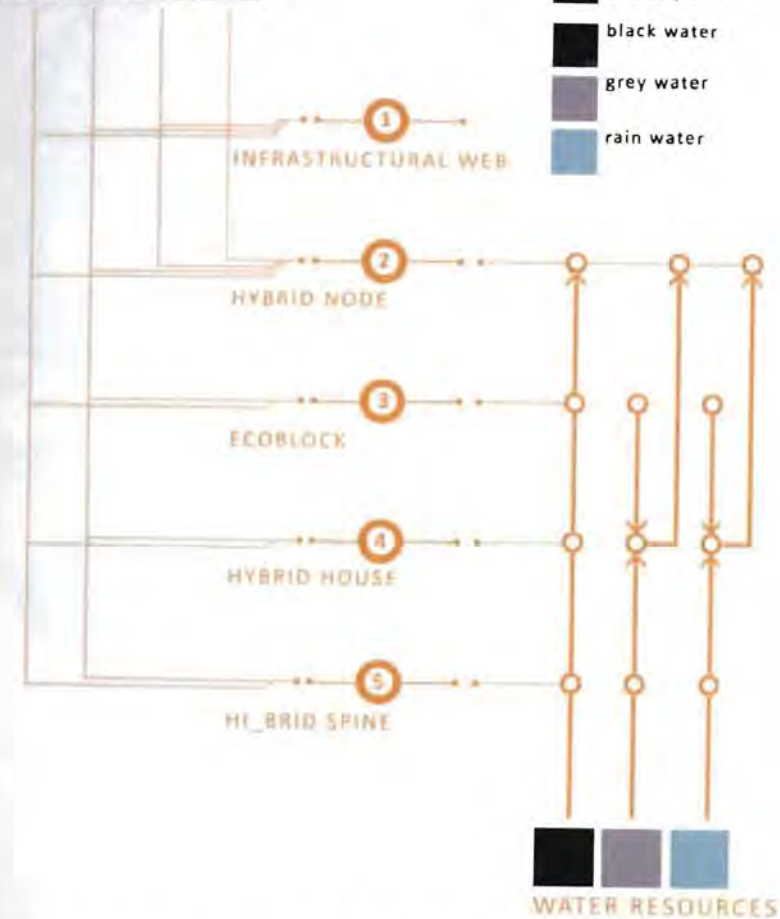 black water
grey water
rain water
1
INFRASTRUCTURAL WEB
2
HYBRID NODE
3
ECOBLOCK
4
HYBRID HOUSE
5
HI_BRID SPINE
WATER RESOURCES